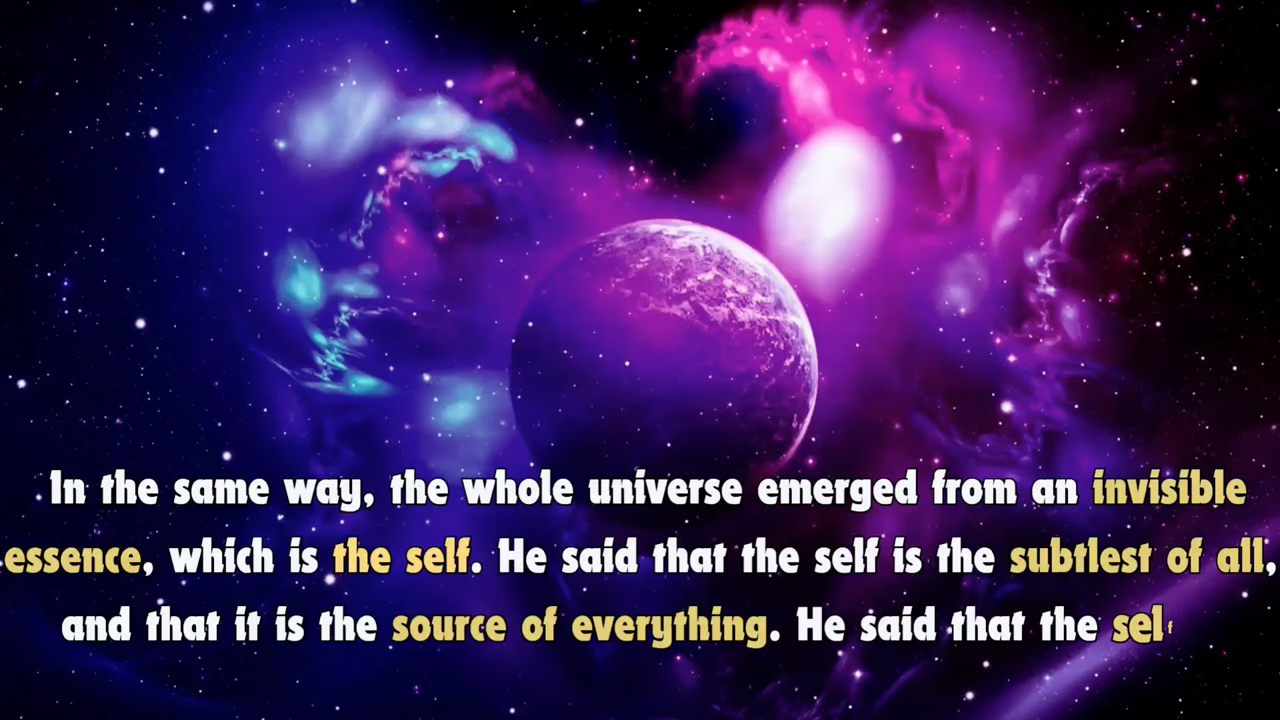 In the same way, the whole universe emerged from an invisible
essence, which is the self. He said that the self is the subtlest of all,
and that it is the source of everything. He said that the self